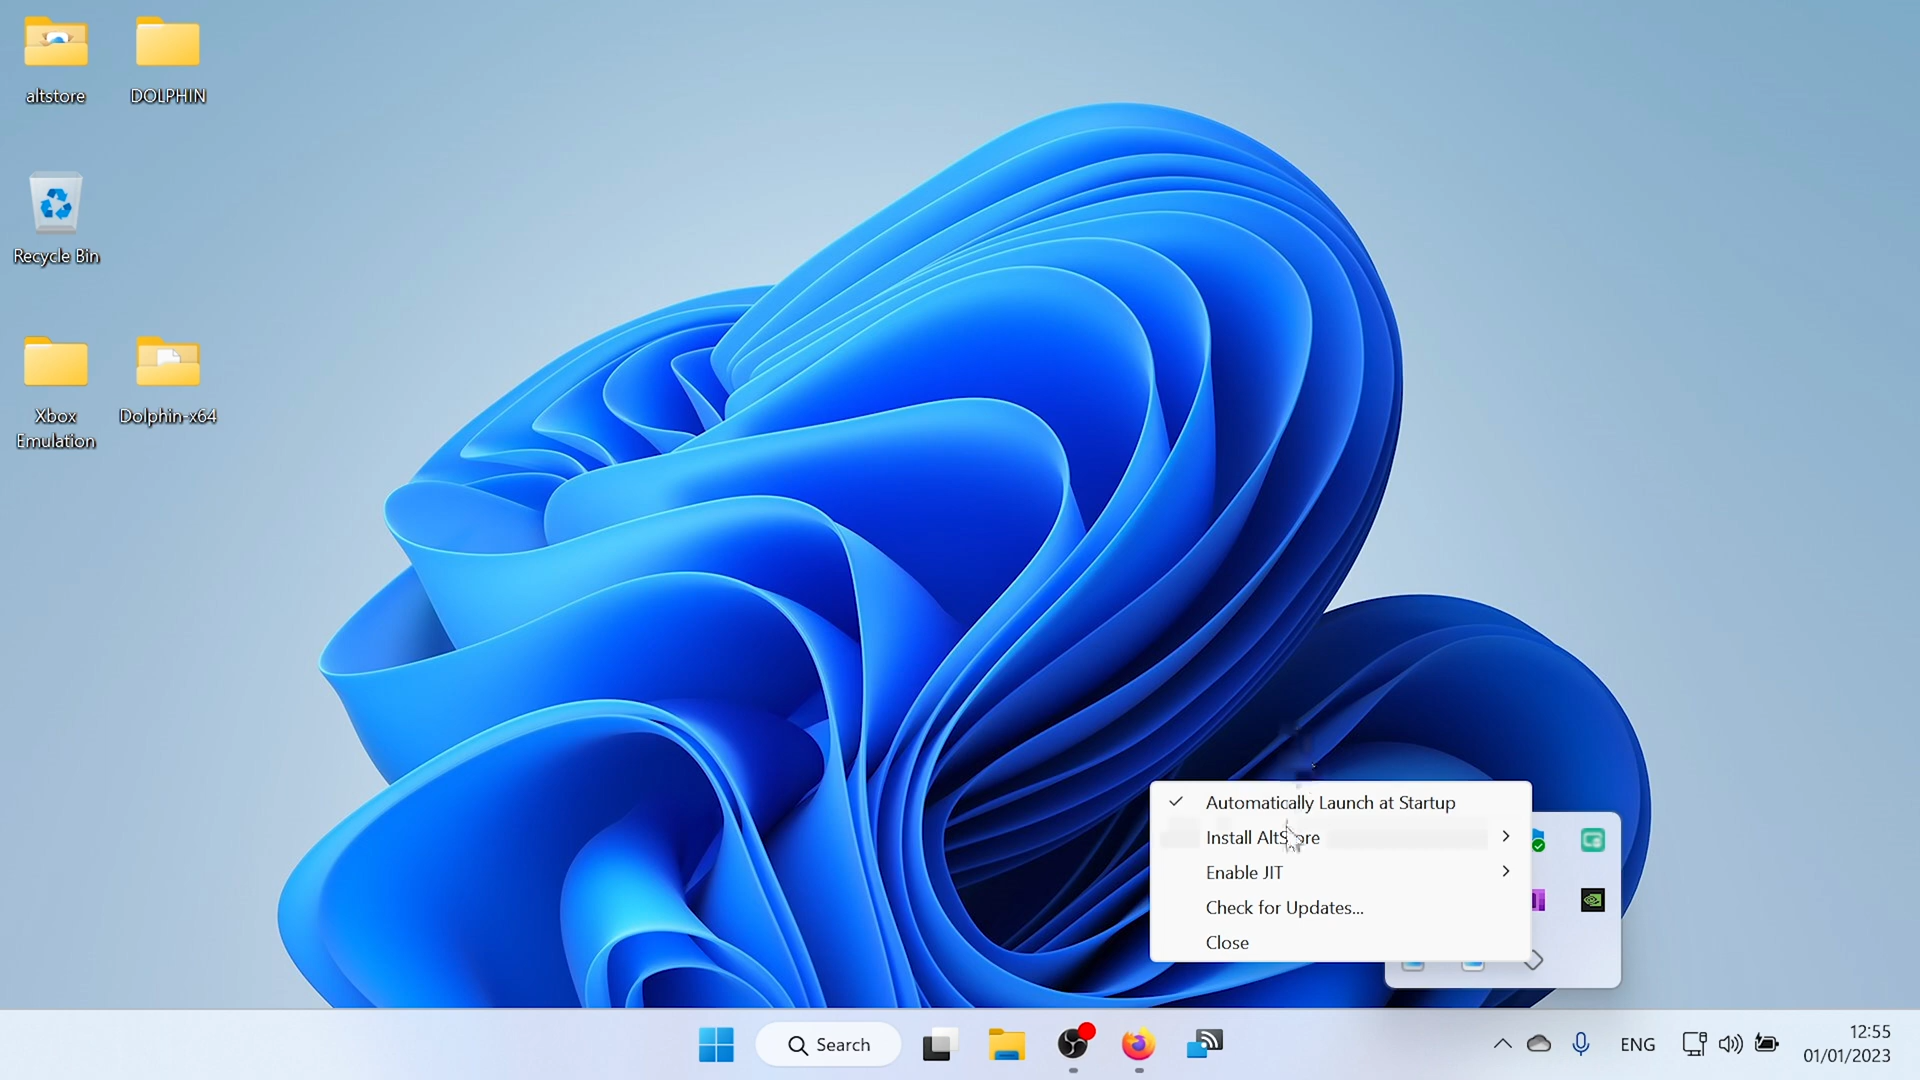 altstore
DOLPHIN
Recycle Bin
Xbox
Emulation
Dolphin-x64
Automatically Launch at Startup
Install AltStore
Enable JIT
Check for Updates...
Close
Search
ENG
12:55
01/01/2023